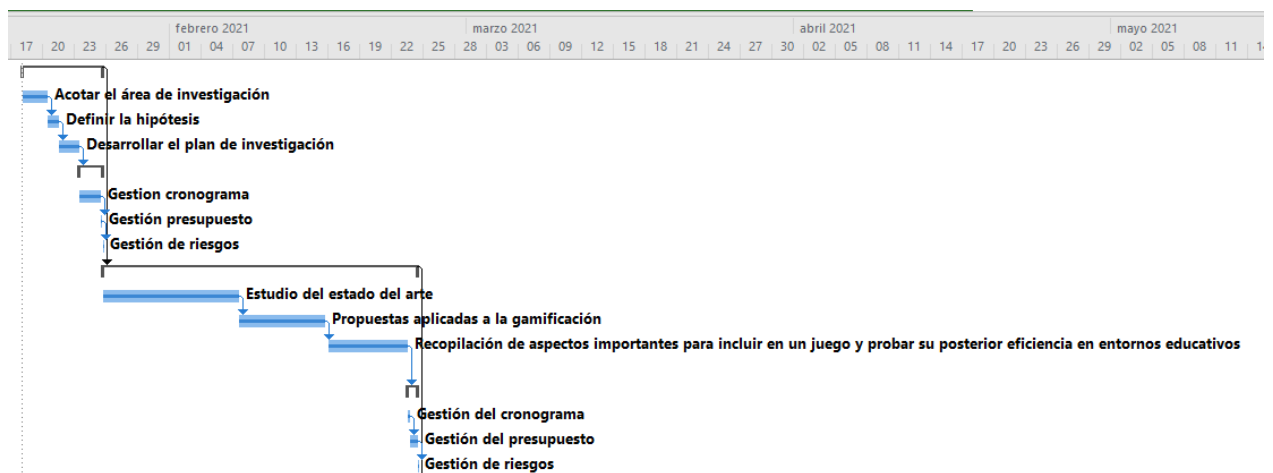 febrero 2021 marzo 2021 abril 2021 mayo 2021
17 20 23 26 29 01 04 07 10 13 16 19 22 25 28 03 06 09 12 15 18 21 24 27 30 02 05 08 11 14 17 20 23 26 29 02 05 08 11
Acotar el área de investigación
Definir la hipótesis
Desarrollar el plan de investigación
Gestion cronograma
Gestión presupuesto
Gestión de riesgos
Estudio del estado del arte
Propuestas aplicadas a la gamificación
Recopilación de aspectos importantes para incluir en un juego y probar su posterior eficiencia en entornos educativos
Gestión del cronograma
Gestión del presupuesto
Gestión de riesgos